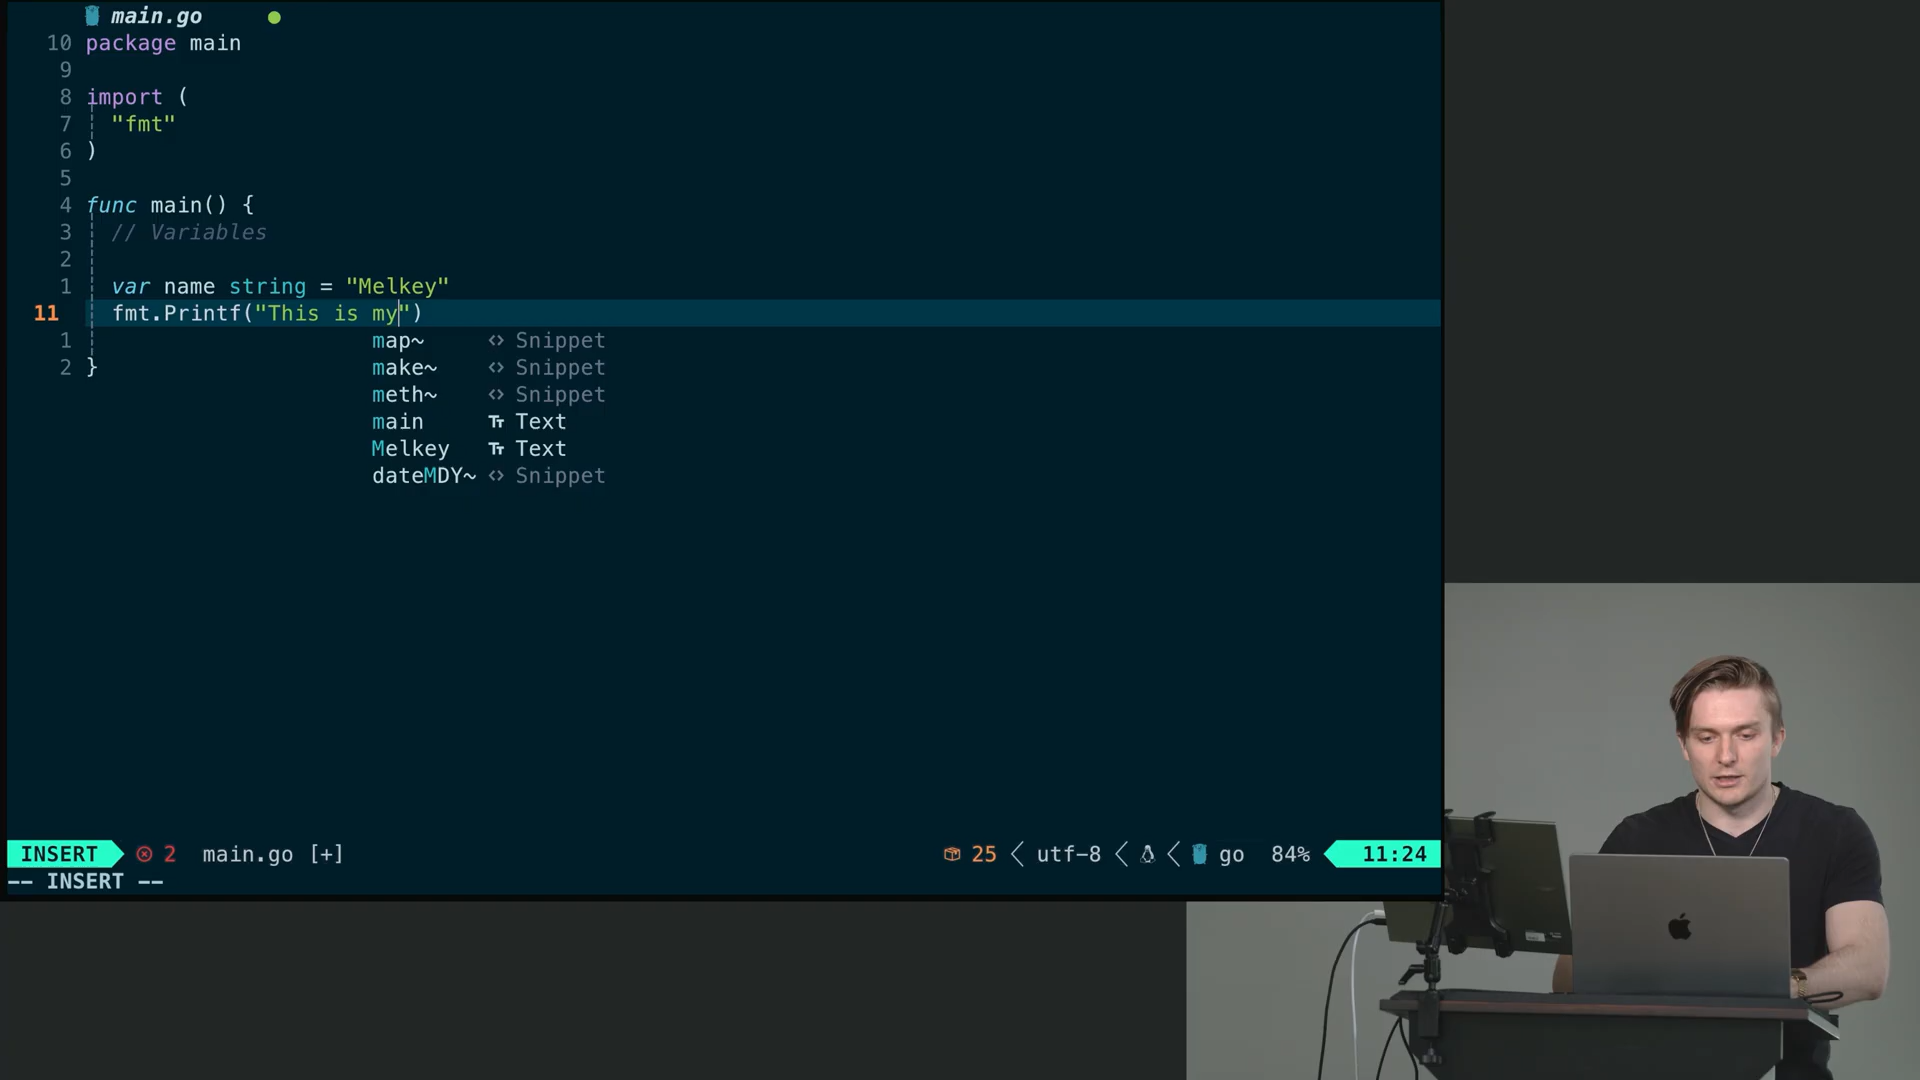 main.go
10 package main
9
8 import (
7 "fmt"
6 )
5
4 func main() {
3 // Variables
2
1 var name string = "Melkey"
11 fmt.Printf("This is my")
1 map~ <> Snippet
2 } make~ <> Snippet
meth~ <> Snippet
main Text
Melkey Text
dateMDY~ <> Snippet
INSERT 2 main.go [+] 25 utf-8 go 84% 11:24
-- INSERT --